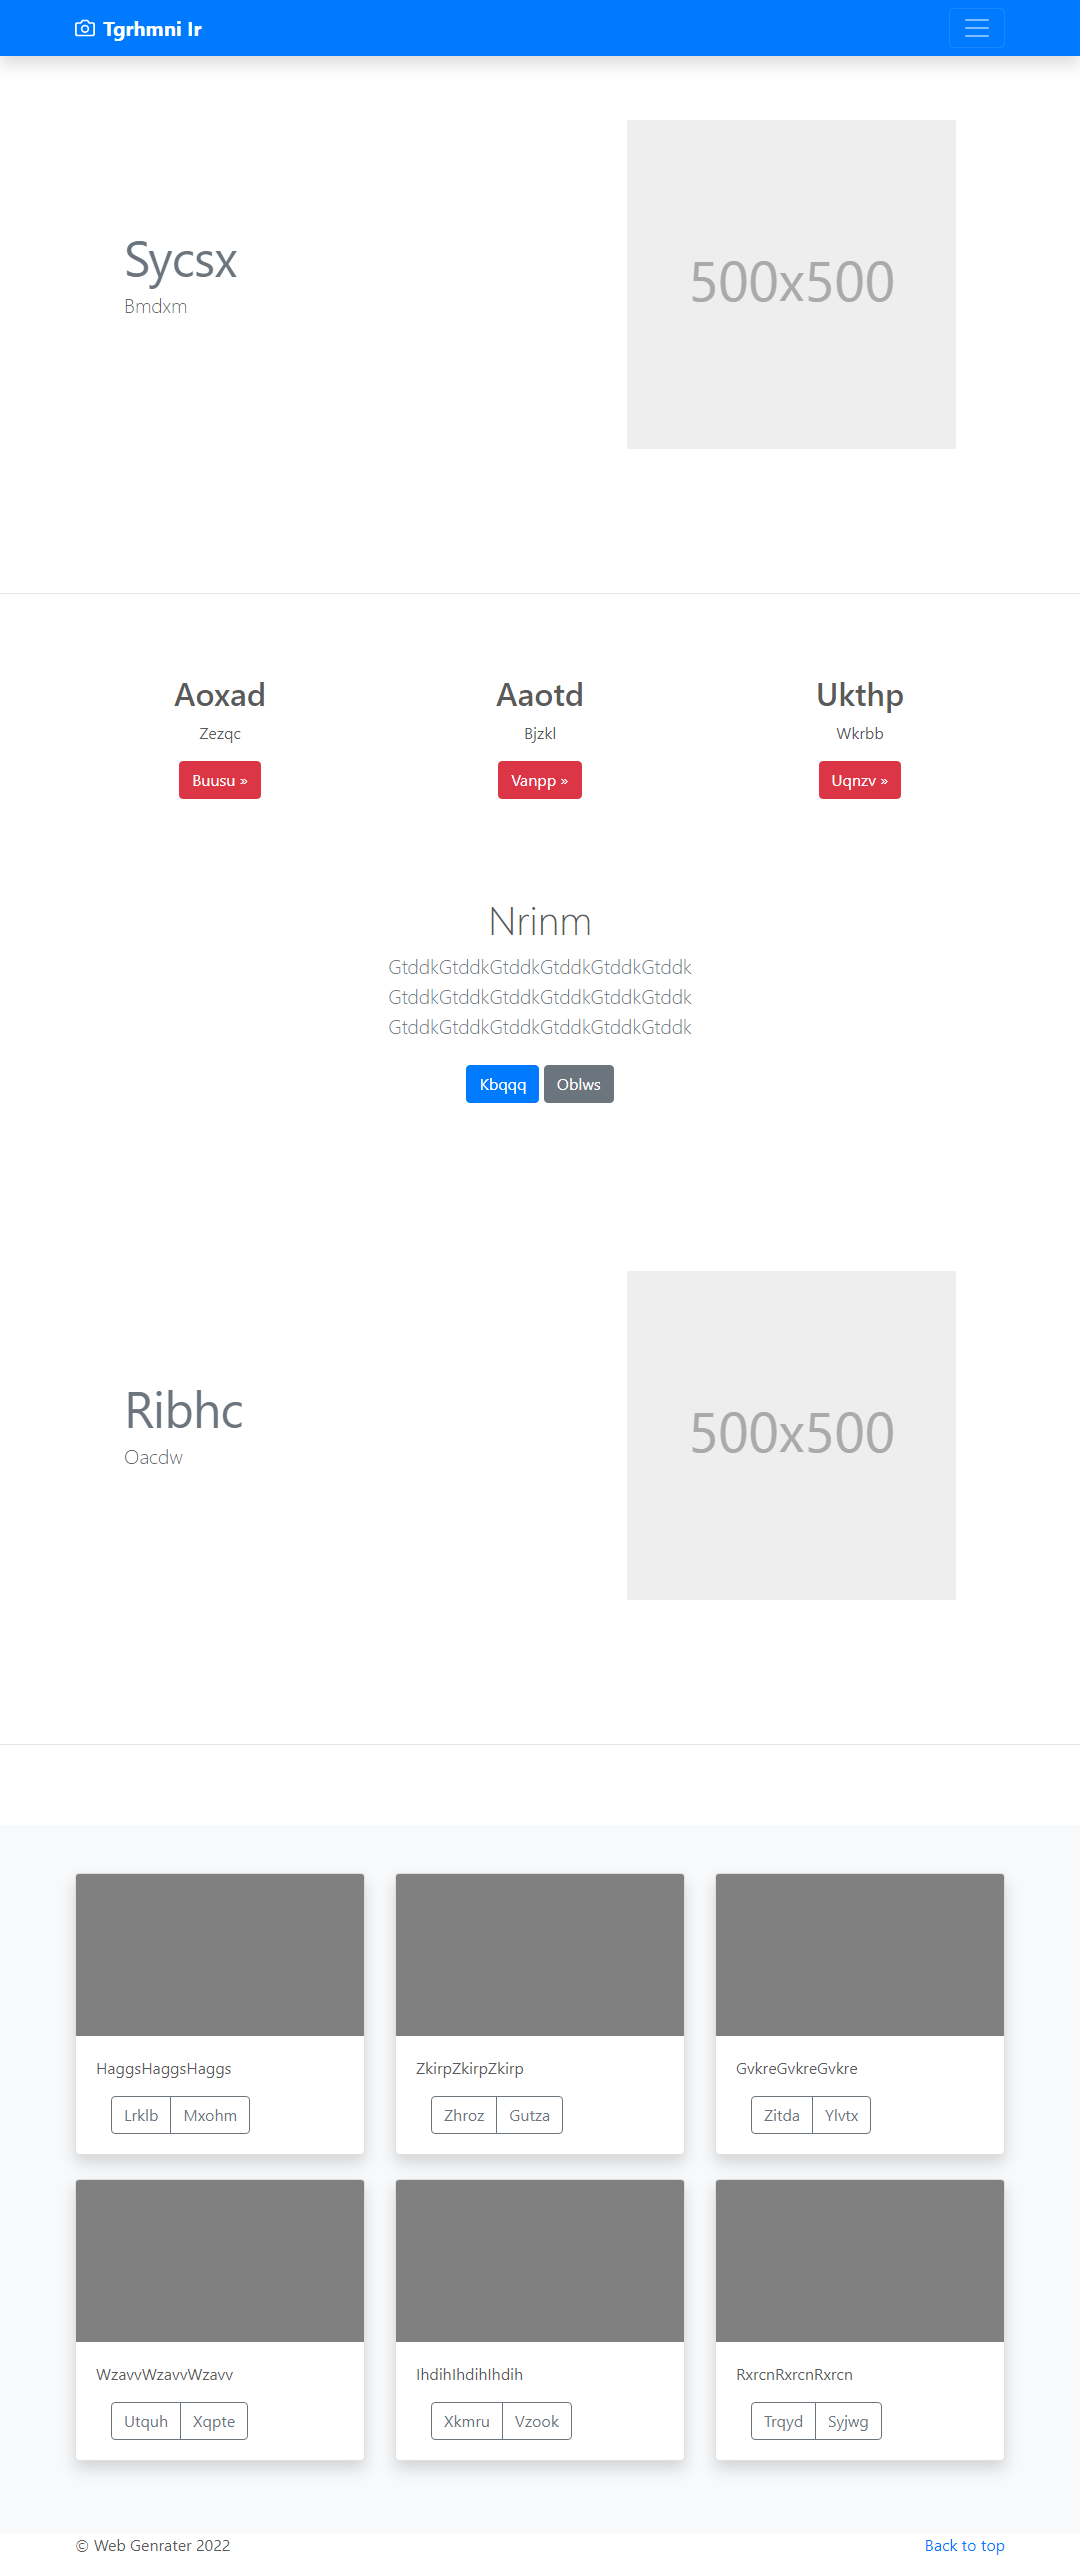 Tgrhmni Ir
Sycsx
Bmdxm
500x500
Aoxad
Zezqc
Buusu »
Aaotd
Bjzkl
Vanpp »
Ukthp
Wkrbb
Uqnzv »
Nrinm
GtddkGtddkGtddkGtddkGtddkGtddk
GtddkGtddkGtddkGtddkGtddkGtddk
GtddkGtddkGtddkGtddkGtddkGtddk
Kbqqq Oblws
Ribhc
Oacdw
500x500
HaggsHaggsHaggs
Lrklb Mxohm
ZkirpZkirpZkirp
Zhroz Gutza
GvkreGvkreGvkre
Zitda Ylvtx
WzavvWzavvWzavv
Utquh Xqpte
IhdihIhdihIhdih
Xkmru Vzook
RxrcnRxrcnRxrcn
Trqyd Syjwg
© Web Genrater 2022
Back to top